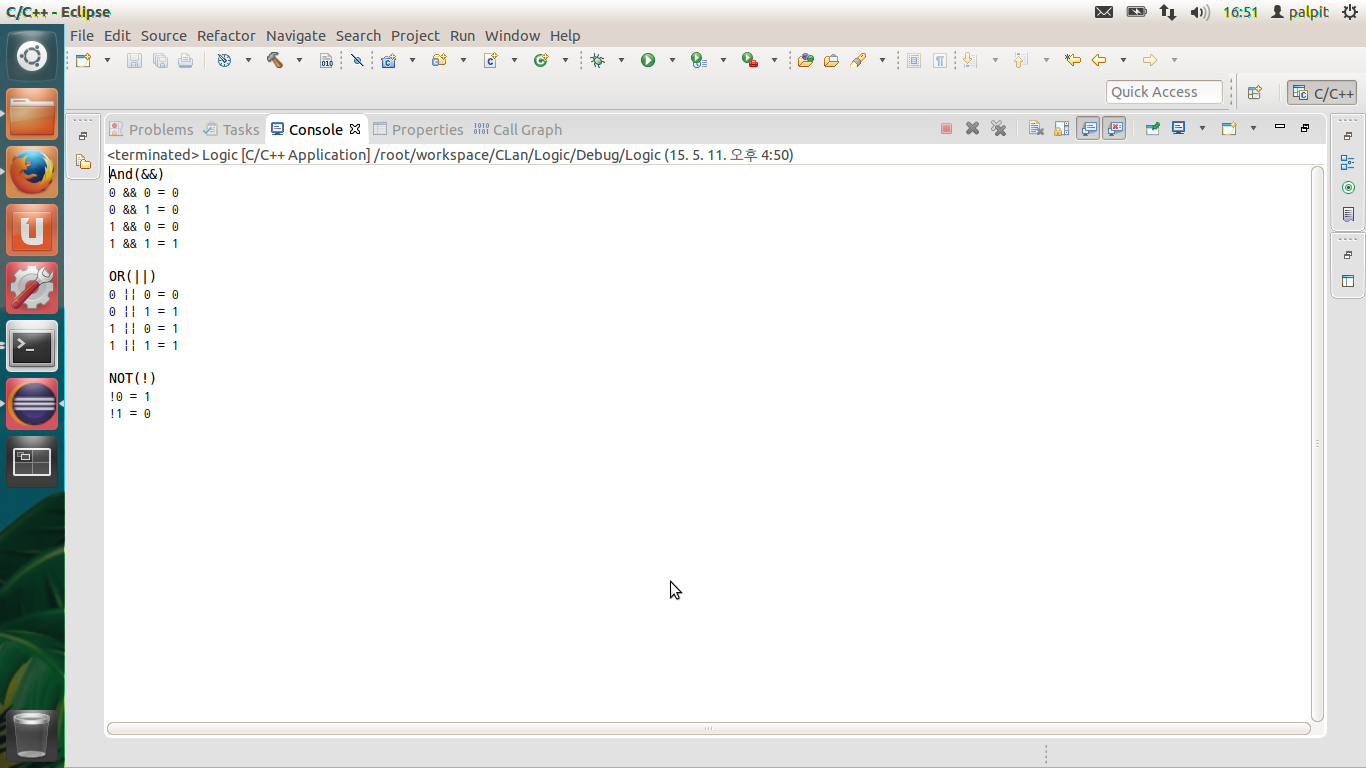 C/C++ - Eclipse
16:51 palpit
File Edit Source Refactor Navigate Search Project Run Window Help
010
Quick Access
C/C++
Problems Tasks Console Properties Call Graph
<terminated> Logic [C/C++ Application] /root/workspace/CLan/Logic/Debug/Logic (15. 5. 11. 오후 4:50)
And(&&)
0 && 0 = 0
0 && 1 = 0
1 && 0 = 0
1 && 1 = 1
OR(||)
0 || 0 = 0
0 || 1 = 1
1 || 0 = 1
1 || 1 = 1
NOT(!)
!0 = 1
!1 = 0